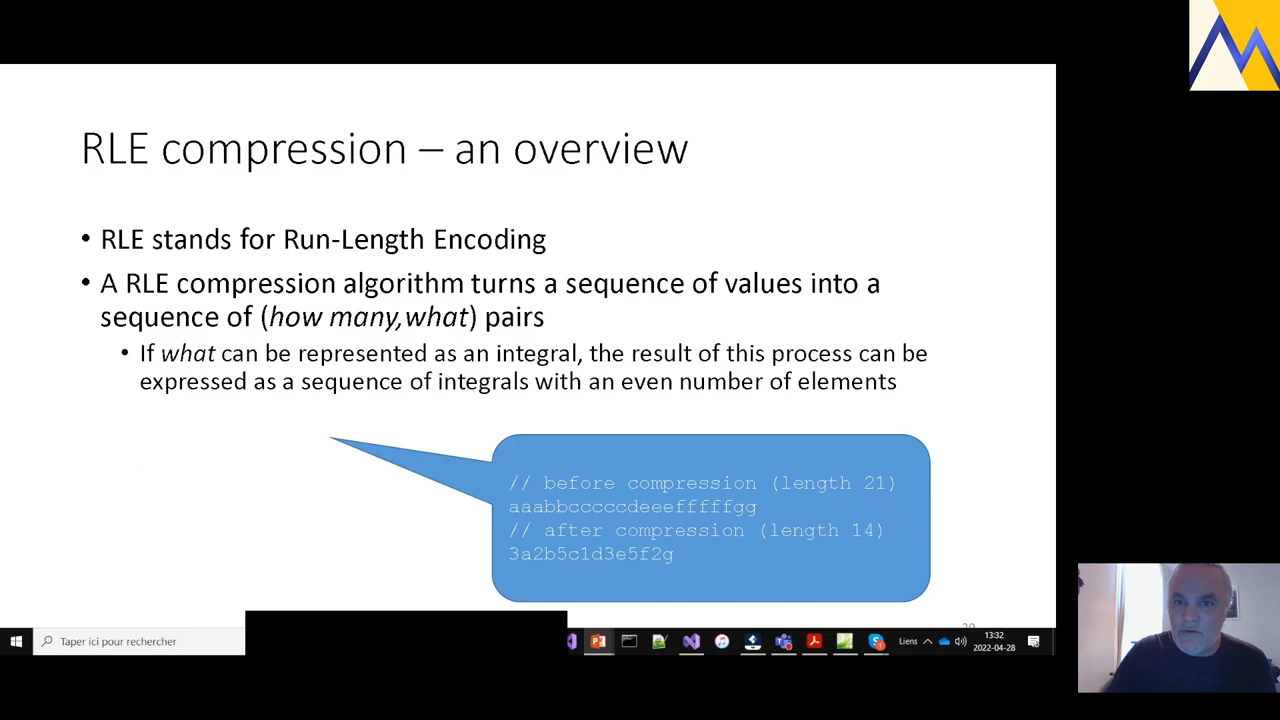 RLE compression – an overview
• RLE stands for Run-Length Encoding
• A RLE compression algorithm turns a sequence of values into a
sequence of (how many,what) pairs
• If what can be represented as an integral, the result of this process can be
expressed as a sequence of integrals with an even number of elements
// before compression (length 21)
aaabbcccccdeeefffffgg
// after compression (length 14)
3a2b5c1d3e5f2g
Taper ici pour rechercher
Liens
13:32
2022-04-28